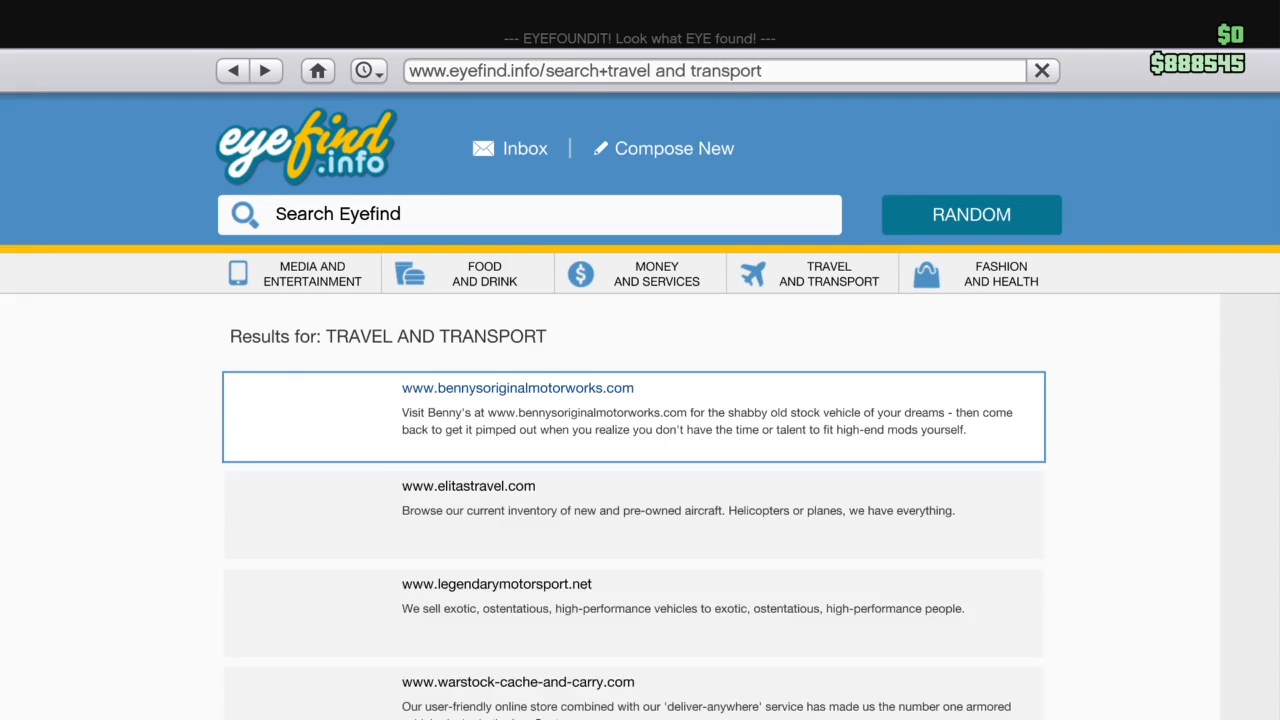 --- EYEFOUNDIT! Look what EYE found! ---
$0
$888545
www.eyefind.info/search+travel and transport
eyefind
.info
Inbox
Compose New
Search Eyefind
RANDOM
MEDIA AND
ENTERTAINMENT
FOOD
AND DRINK
MONEY
AND SERVICES
TRAVEL
AND TRANSPORT
FASHION
AND HEALTH
Results for: TRAVEL AND TRANSPORT
www.bennysoriginalmotorworks.com
Visit Benny's at www.bennysoriginalmotorworks.com for the shabby old stock vehicle of your dreams - then come
back to get it pimped out when you realize you don't have the time or talent to fit high-end mods yourself.
www.elitastravel.com
Browse our current inventory of new and pre-owned aircraft. Helicopters or planes, we have everything.
www.legendarymotorsport.net
We sell exotic, ostentatious, high-performance vehicles to exotic, ostentatious, high-performance people.
www.warstock-cache-and-carry.com
Our user-friendly online store combined with our 'deliver-anywhere' service has made us the number one armored